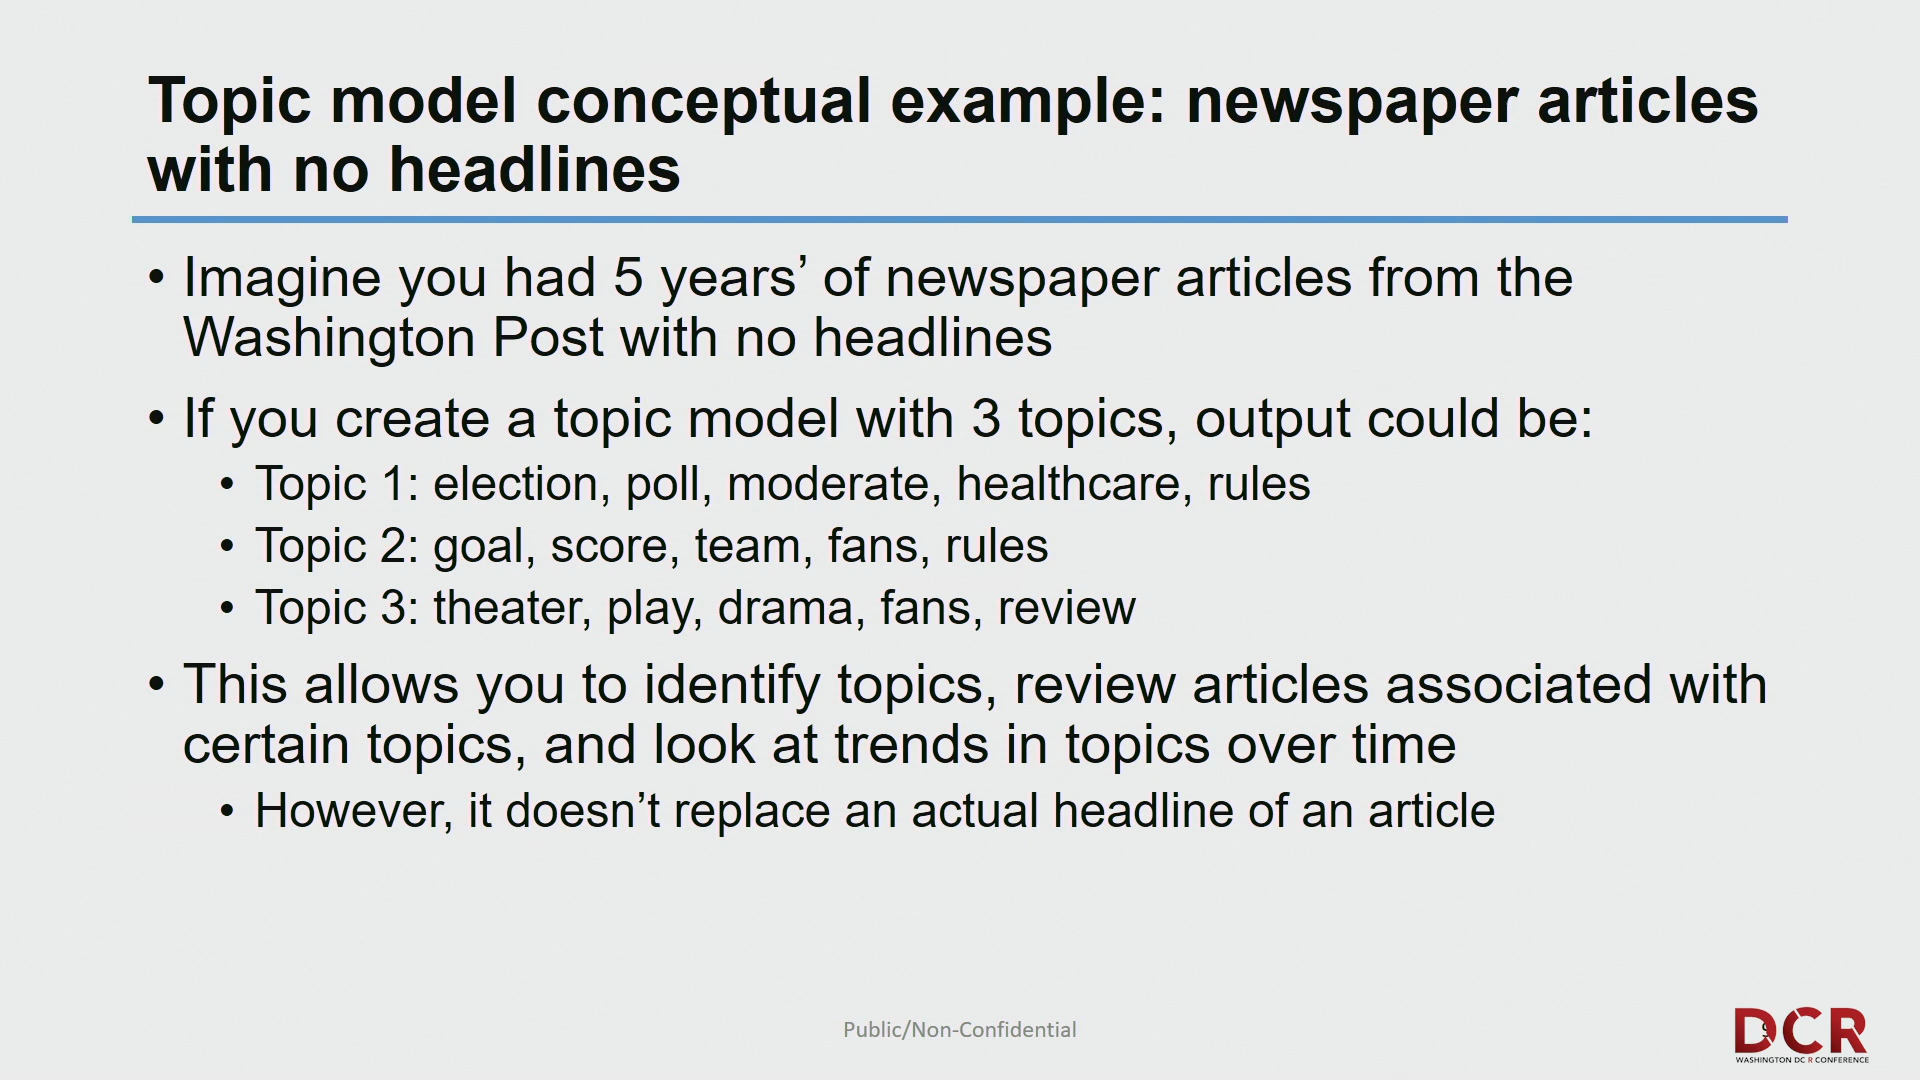 Topic model conceptual example: newspaper articles
with no headlines
• Imagine you had 5 years’ of newspaper articles from the
Washington Post with no headlines
• If you create a topic model with 3 topics, output could be:
• Topic 1: election, poll, moderate, healthcare, rules
• Topic 2: goal, score, team, fans, rules
• Topic 3: theater, play, drama, fans, review
• This allows you to identify topics, review articles associated with
certain topics, and look at trends in topics over time
• However, it doesn’t replace an actual headline of an article
Public/Non-Confidential
DCR
WASHINGTON DC R CONFERENCE